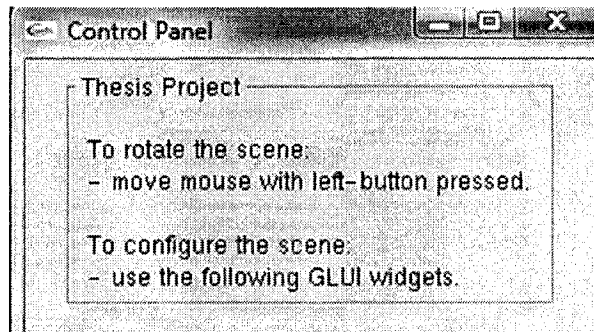 Control Panel
Thesis Project
To rotate the scene:
- move mouse with left-button pressed.
To configure the scene:
- use the following GLUI widgets.